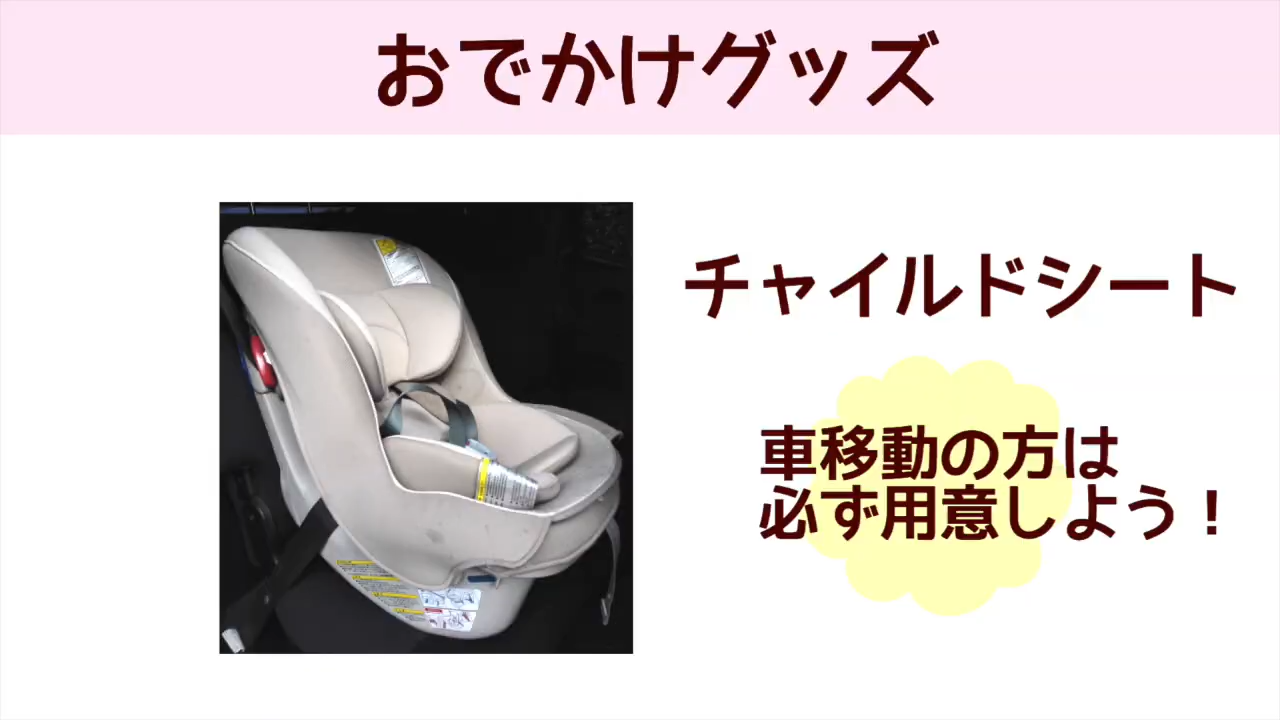 おでかけグッズ
チャイルドシート
車移動の方は
必ず用意しよう！